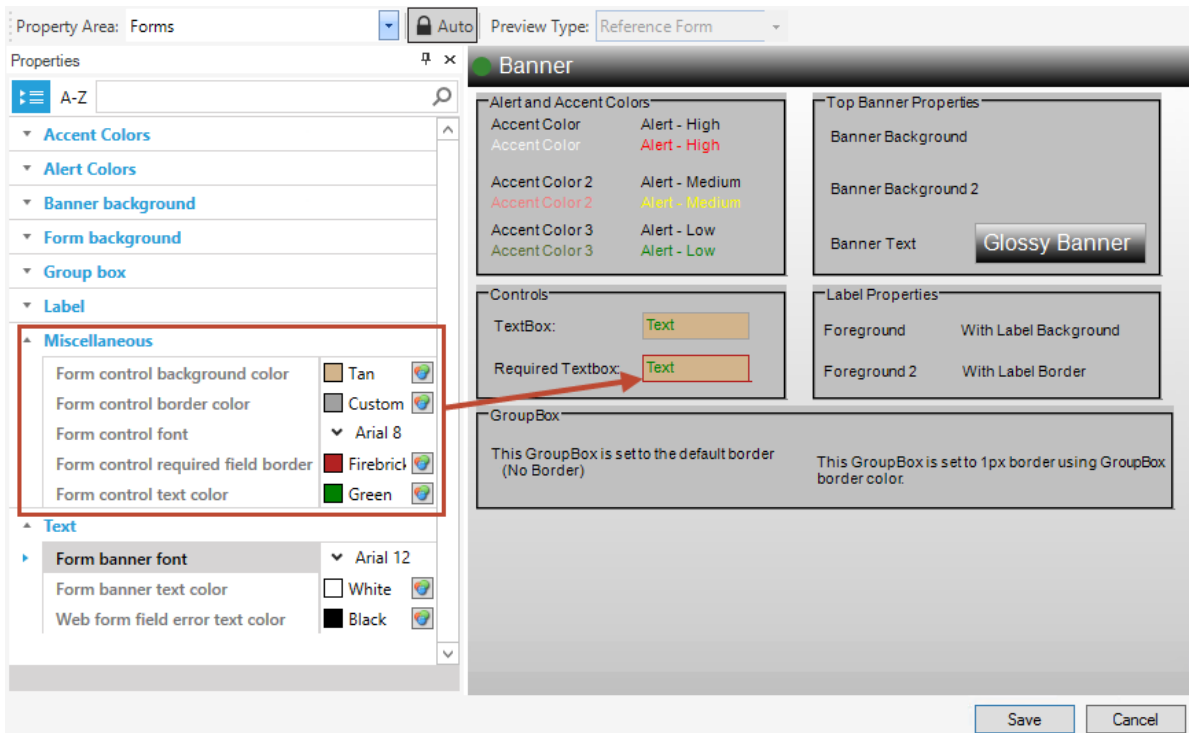 Property Area: Forms Auto Preview Type: Reference Form
Properties
A-Z
Accent Colors
Alert Colors
Banner background
Form background
Group box
Label
Miscellaneous
Form control background color Tan
Form control border color Custom
Form control font Arial 8
Form control required field border Firebrick
Form control text color Green
Text
Form banner font Arial 12
Form banner text color White
Web form field error text color Black
Banner
Alert and Accent Colors
Accent Color Alert - High
Accent Color Alert - High
Accent Color 2 Alert - Medium
Accent Color 2 Alert - Medium
Accent Color 3 Alert - Low
Accent Color 3 Alert - Low
Top Banner Properties
Banner Background
Banner Background 2
Banner Text Glossy Banner
Controls
TextBox: Text
Required Textbox: Text
Label Properties
Foreground With Label Background
Foreground 2 With Label Border
GroupBox
This GroupBox is set to the default border
(No Border)
This GroupBox is set to 1px border using GroupBox
border color.
Save Cancel